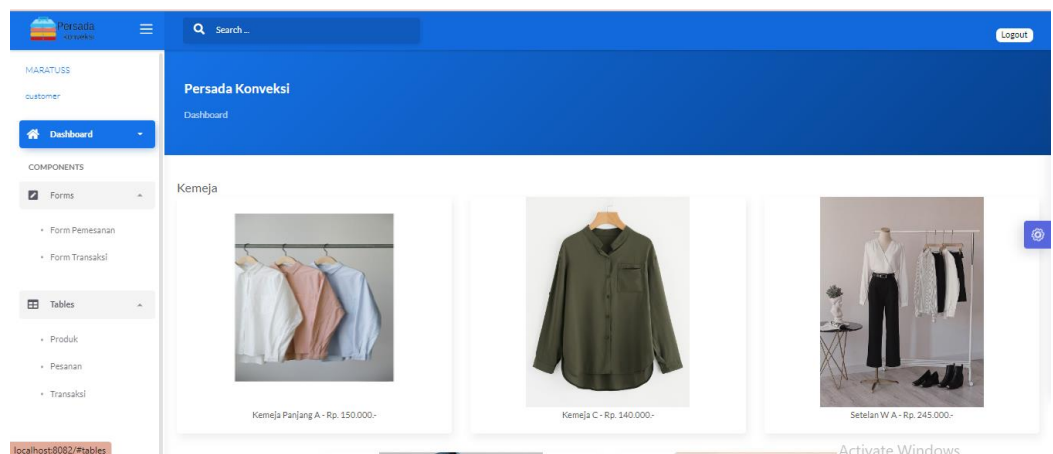 Persada
konveksi
Search ...
Logout
MARATUSS
customer
Persada Konveksi
Dashboard
Dashboard
COMPONENTS
Forms
Form Pemesanan
Form Transaksi
Tables
Produk
Pesanan
Transaksi
Kemeja
Kemeja Panjang A - Rp. 150.000.-
Kemeja C - Rp. 140.000.-
Setelan W A - Rp. 245.000.-
localhost:8082/#tables
Activate Windows